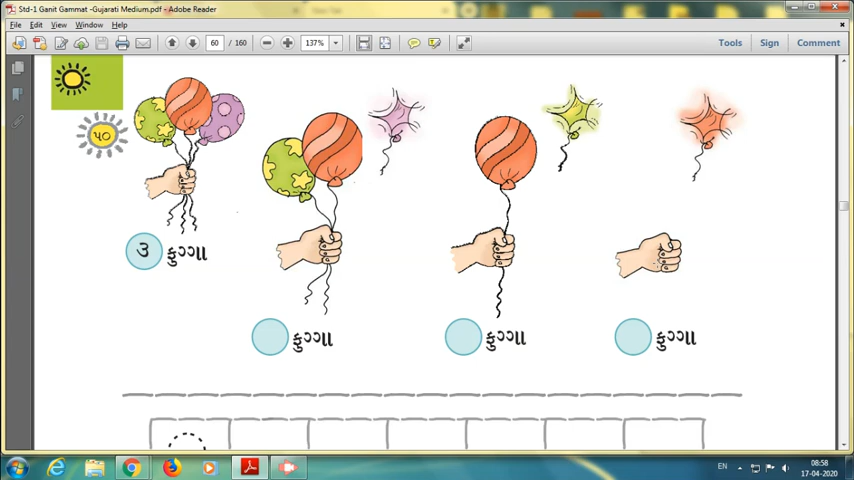 Std-1 Ganit Gammat -Gujarati Medium.pdf - Adobe Reader
File Edit View Window Help
60 / 160 137% Tools Sign Comment
૫૦
૩ ફુગ્ગા
ફુગ્ગા ફુગ્ગા ફુગ્ગા
EN 08:58
17-04-2020